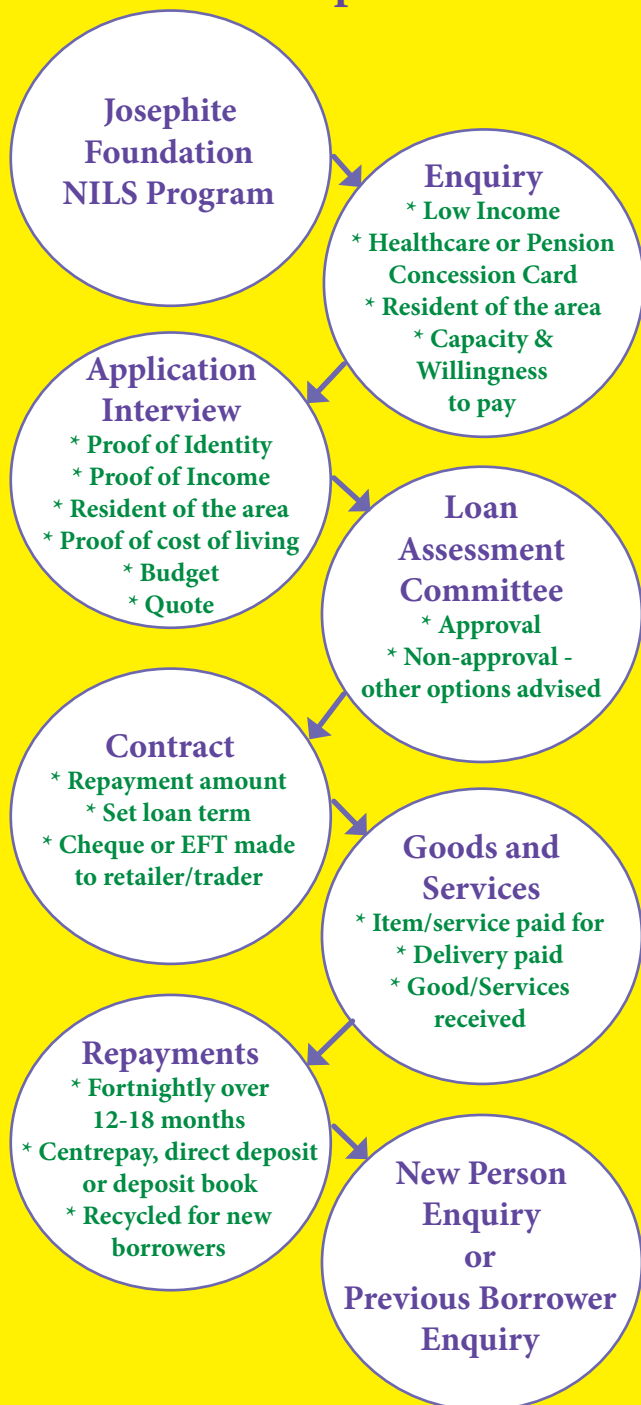 Josephite
Foundation
NILS Program
Enquiry
* Low Income
* Healthcare or Pension
Concession Card
* Resident of the area
* Capacity &
Willingness
to pay
Application
Interview
* Proof of Identity
* Proof of Income
* Resident of the area
* Proof of cost of living
* Budget
* Quote
Loan
Assessment
Committee
* Approval
* Non-approval -
other options advised
Contract
* Repayment amount
* Set loan term
* Cheque or EFT made
to retailer/trader
Goods and
Services
* Item/service paid for
* Delivery paid
* Good/Services
received
Repayments
* Fortnightly over
12-18 months
* Centrepay, direct deposit
or deposit book
* Recycled for new
borrowers
New Person
Enquiry
or
Previous Borrower
Enquiry